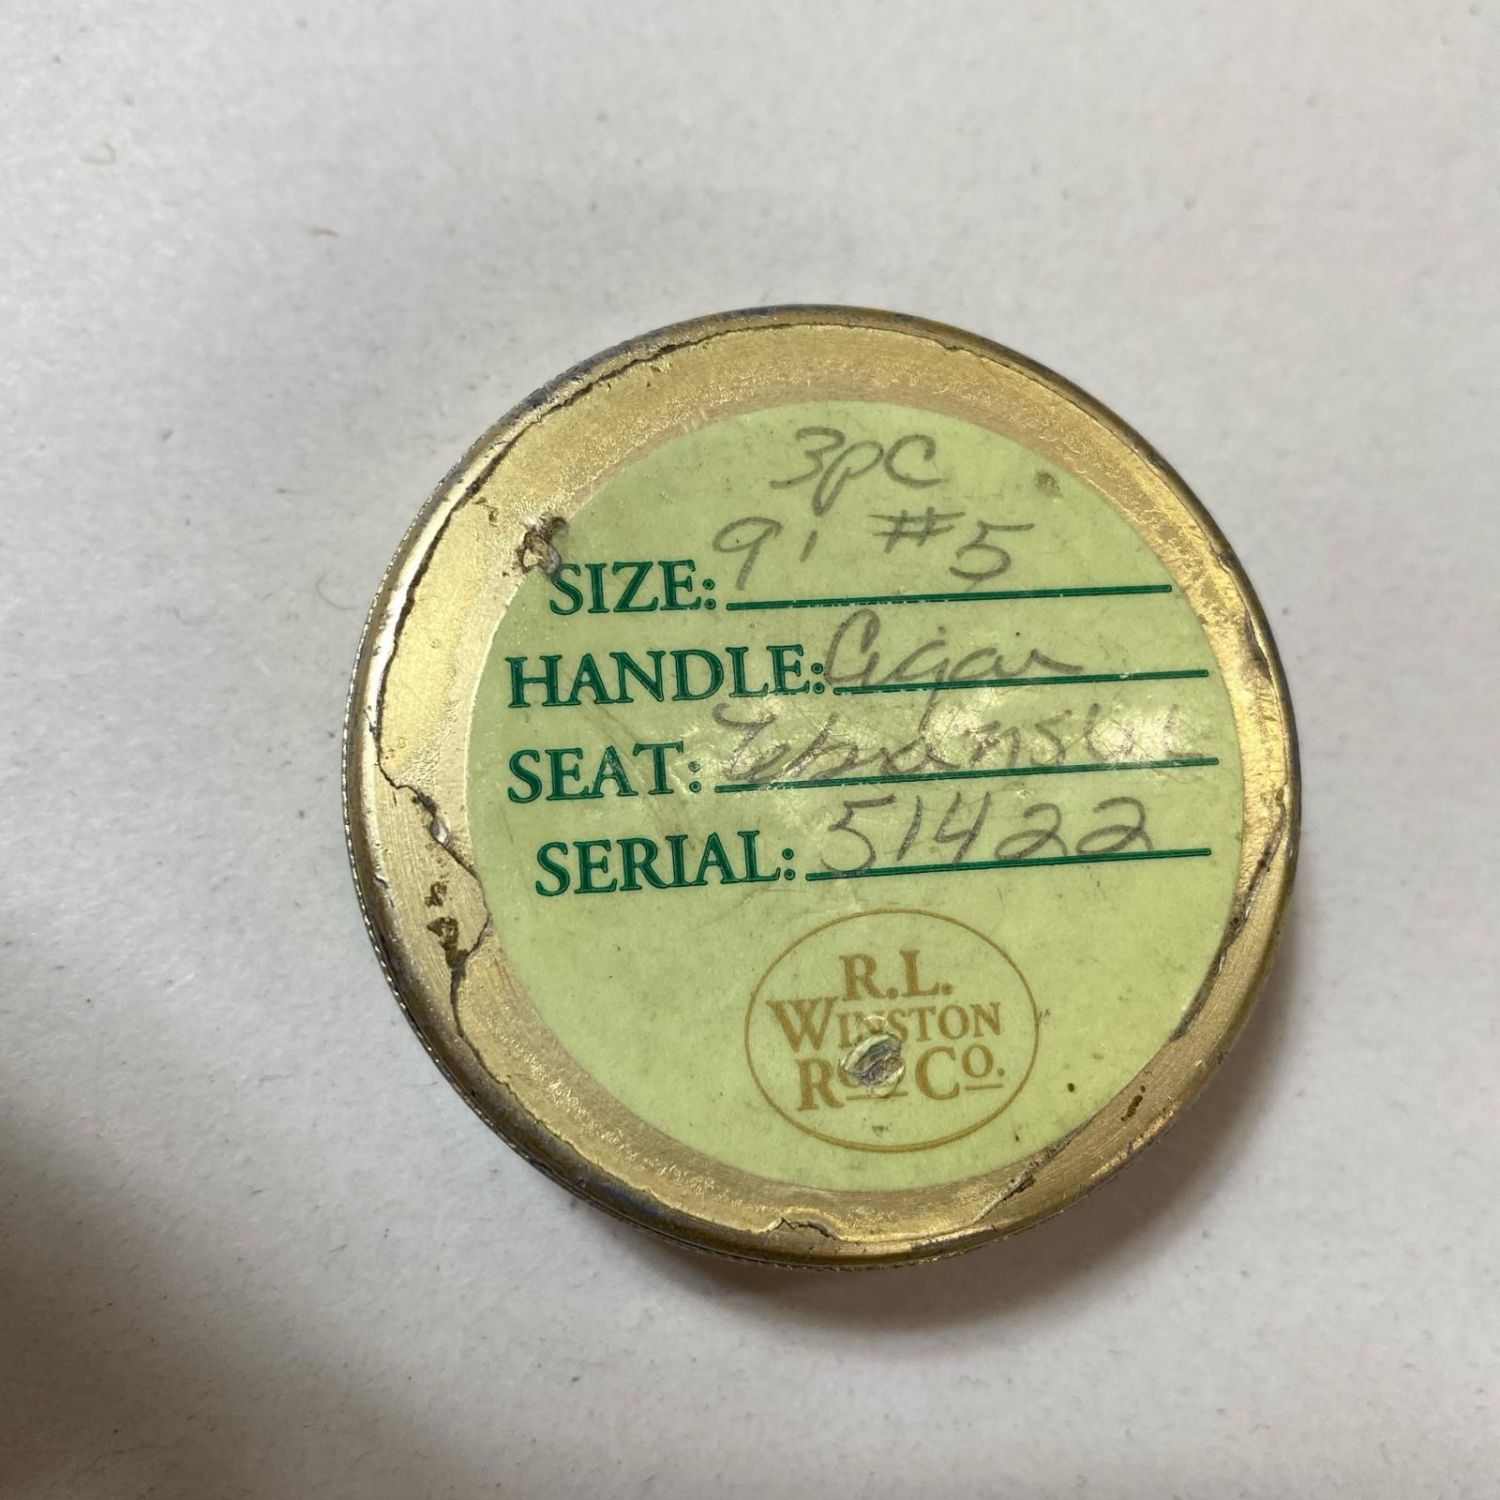 3pc
SIZE: 9' #5
HANDLE: Cigar
SEAT:
SERIAL: 51422
R.L.
WINSTON
ROD CO.